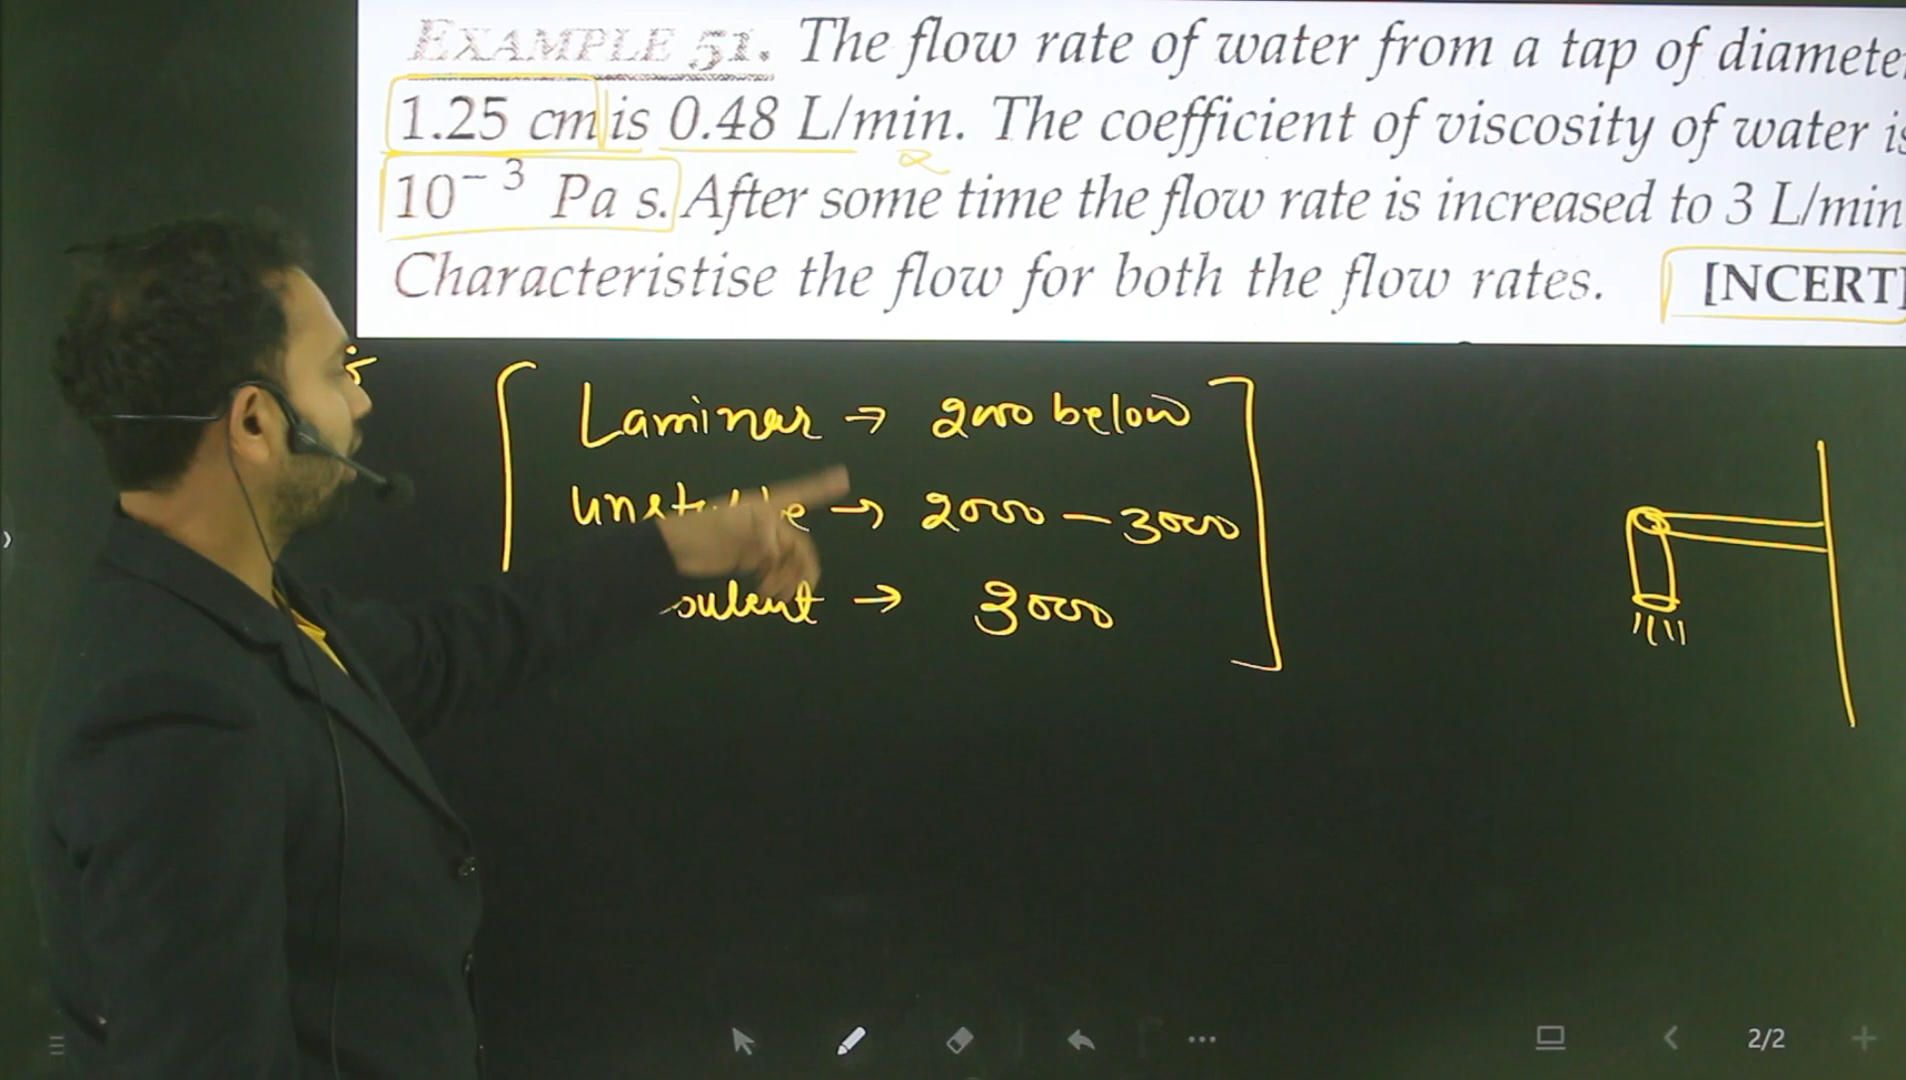 EXAMPLE 51. The flow rate of water from a tap of diamete
1.25 cm is 0.48 L/min. The coefficient of viscosity of water is
10⁻³ Pa s. After some time the flow rate is increased to 3 L/min.
Characteristise the flow for both the flow rates. [NCERT]
Laminar → 2000 below
→ 2000 – 3000
→ 3000
2/2